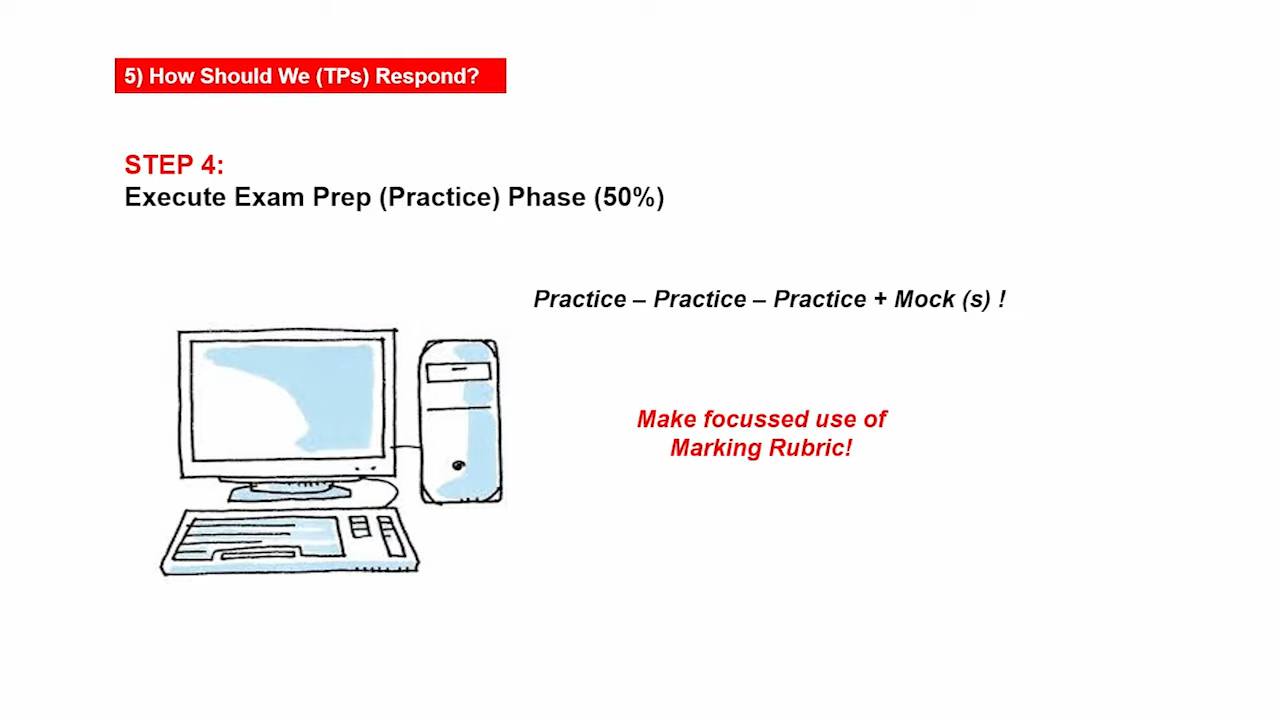 5) How Should We (TPs) Respond?
STEP 4:
Execute Exam Prep (Practice) Phase (50%)
Practice – Practice – Practice + Mock (s) !
Make focussed use of
Marking Rubric!